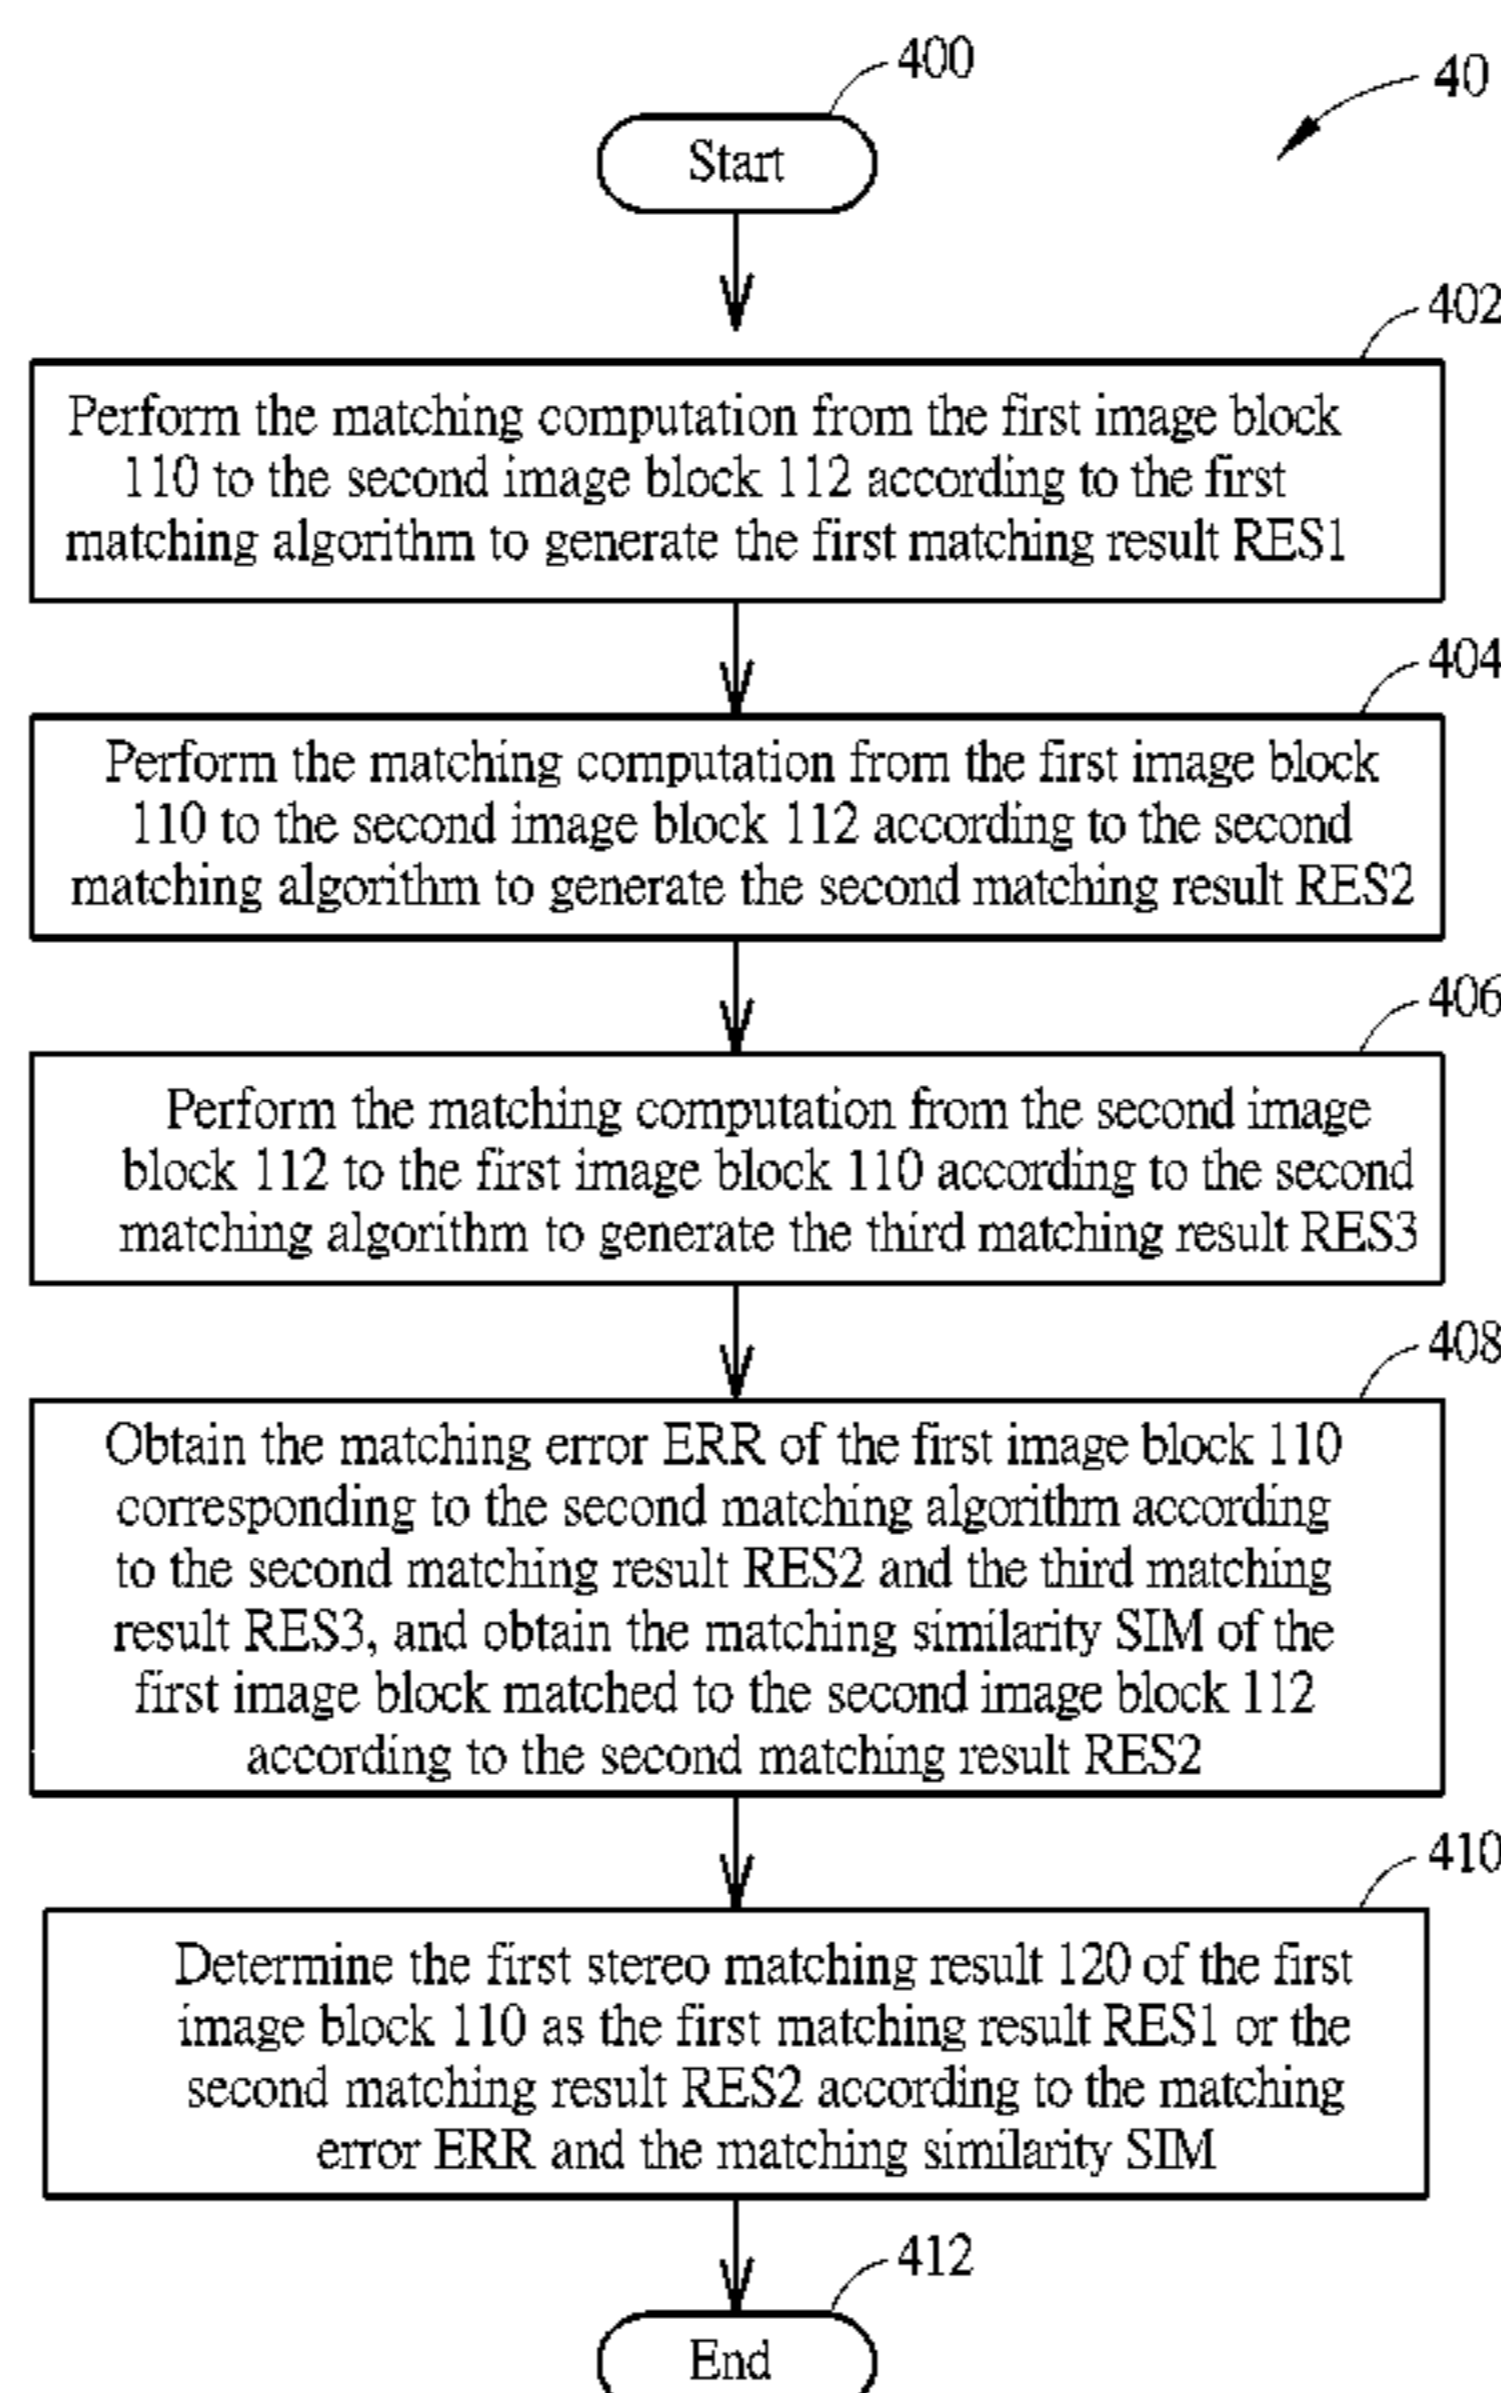 400
40
Start
402
Perform the matching computation from the first image block
110 to the second image block 112 according to the first
matching algorithm to generate the first matching result RES1
404
Perform the matching computation from the first image block
110 to the second image block 112 according to the second
matching algorithm to generate the second matching result RES2
406
Perform the matching computation from the second image
block 112 to the first image block 110 according to the second
matching algorithm to generate the third matching result RES3
408
Obtain the matching error ERR of the first image block 110
corresponding to the second matching algorithm according
to the second matching result RES2 and the third matching
result RES3, and obtain the matching similarity SIM of the
first image block matched to the second image block 112
according to the second matching result RES2
410
Determine the first stereo matching result 120 of the first
image block 110 as the first matching result RES1 or the
second matching result RES2 according to the matching
error ERR and the matching similarity SIM
412
End